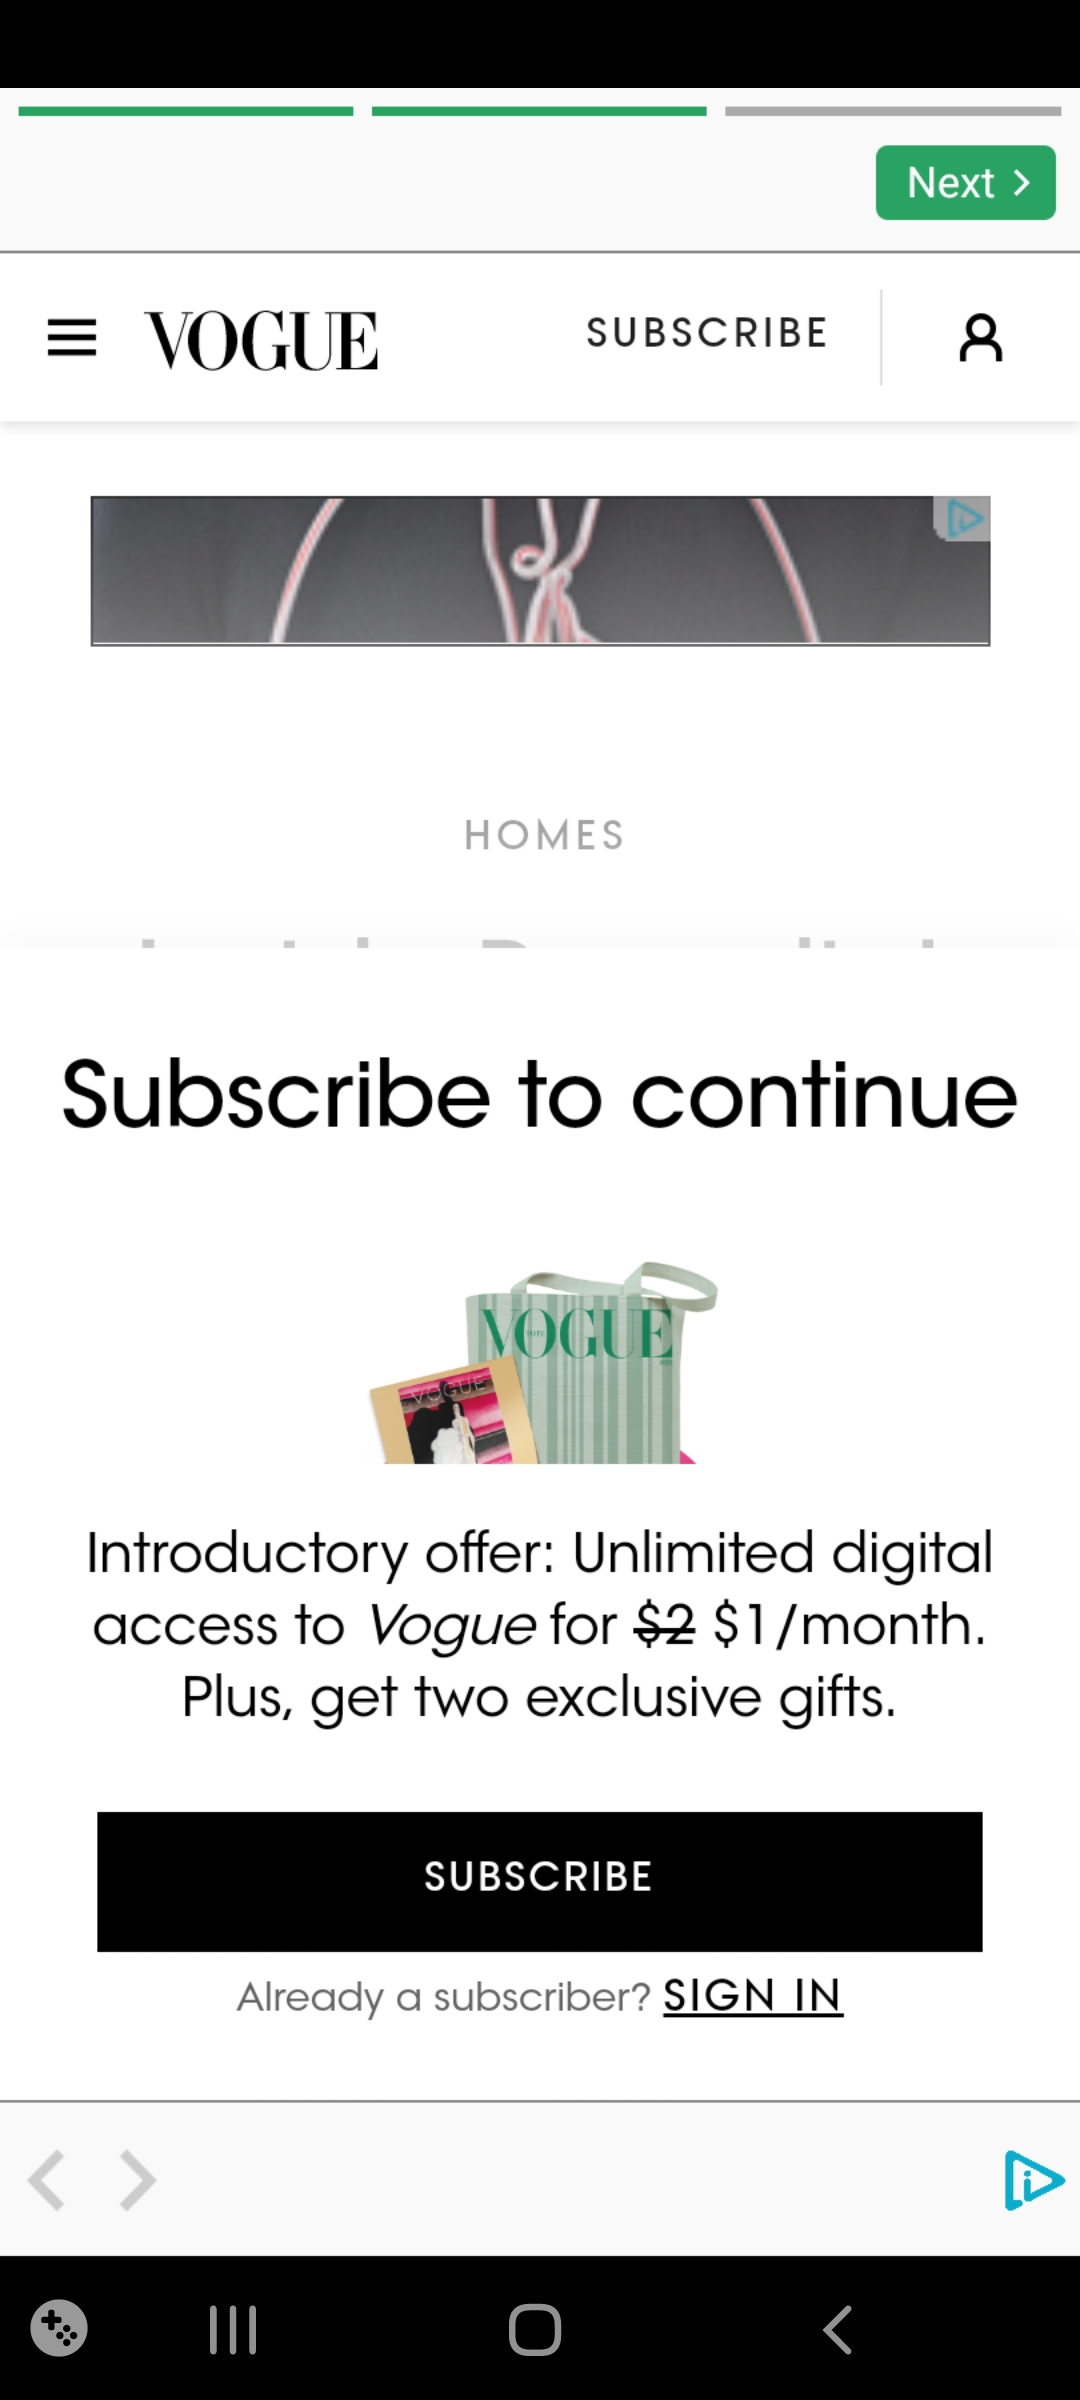 Next
VOGUE
SUBSCRIBE
HOMES
Subscribe to continue
VOGUE
VOGUE
Introductory offer: Unlimited digital
access to Vogue for $2 $1/month.
Plus, get two exclusive gifts.
SUBSCRIBE
Already a subscriber? SIGN IN